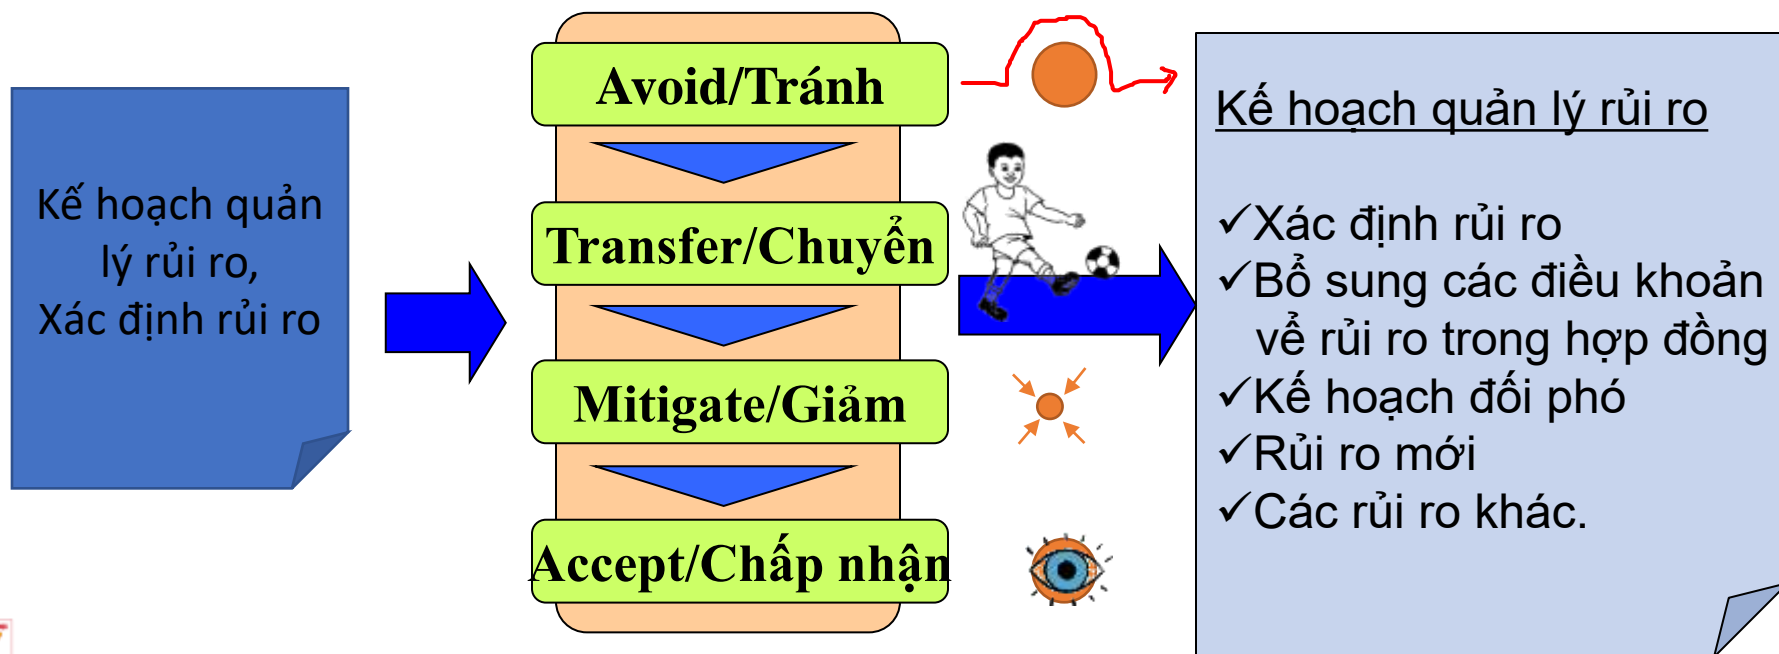 Kế hoạch quản
lý rủi ro,
Xác định rủi ro
Avoid/Tránh
Transfer/Chuyển
Mitigate/Giảm
Accept/Chấp nhận
Kế hoạch quản lý rủi ro
✓Xác định rủi ro
✓Bổ sung các điều khoản
vể rủi ro trong hợp đồng
✓Kế hoạch đối phó
✓Rủi ro mới
✓Các rủi ro khác.